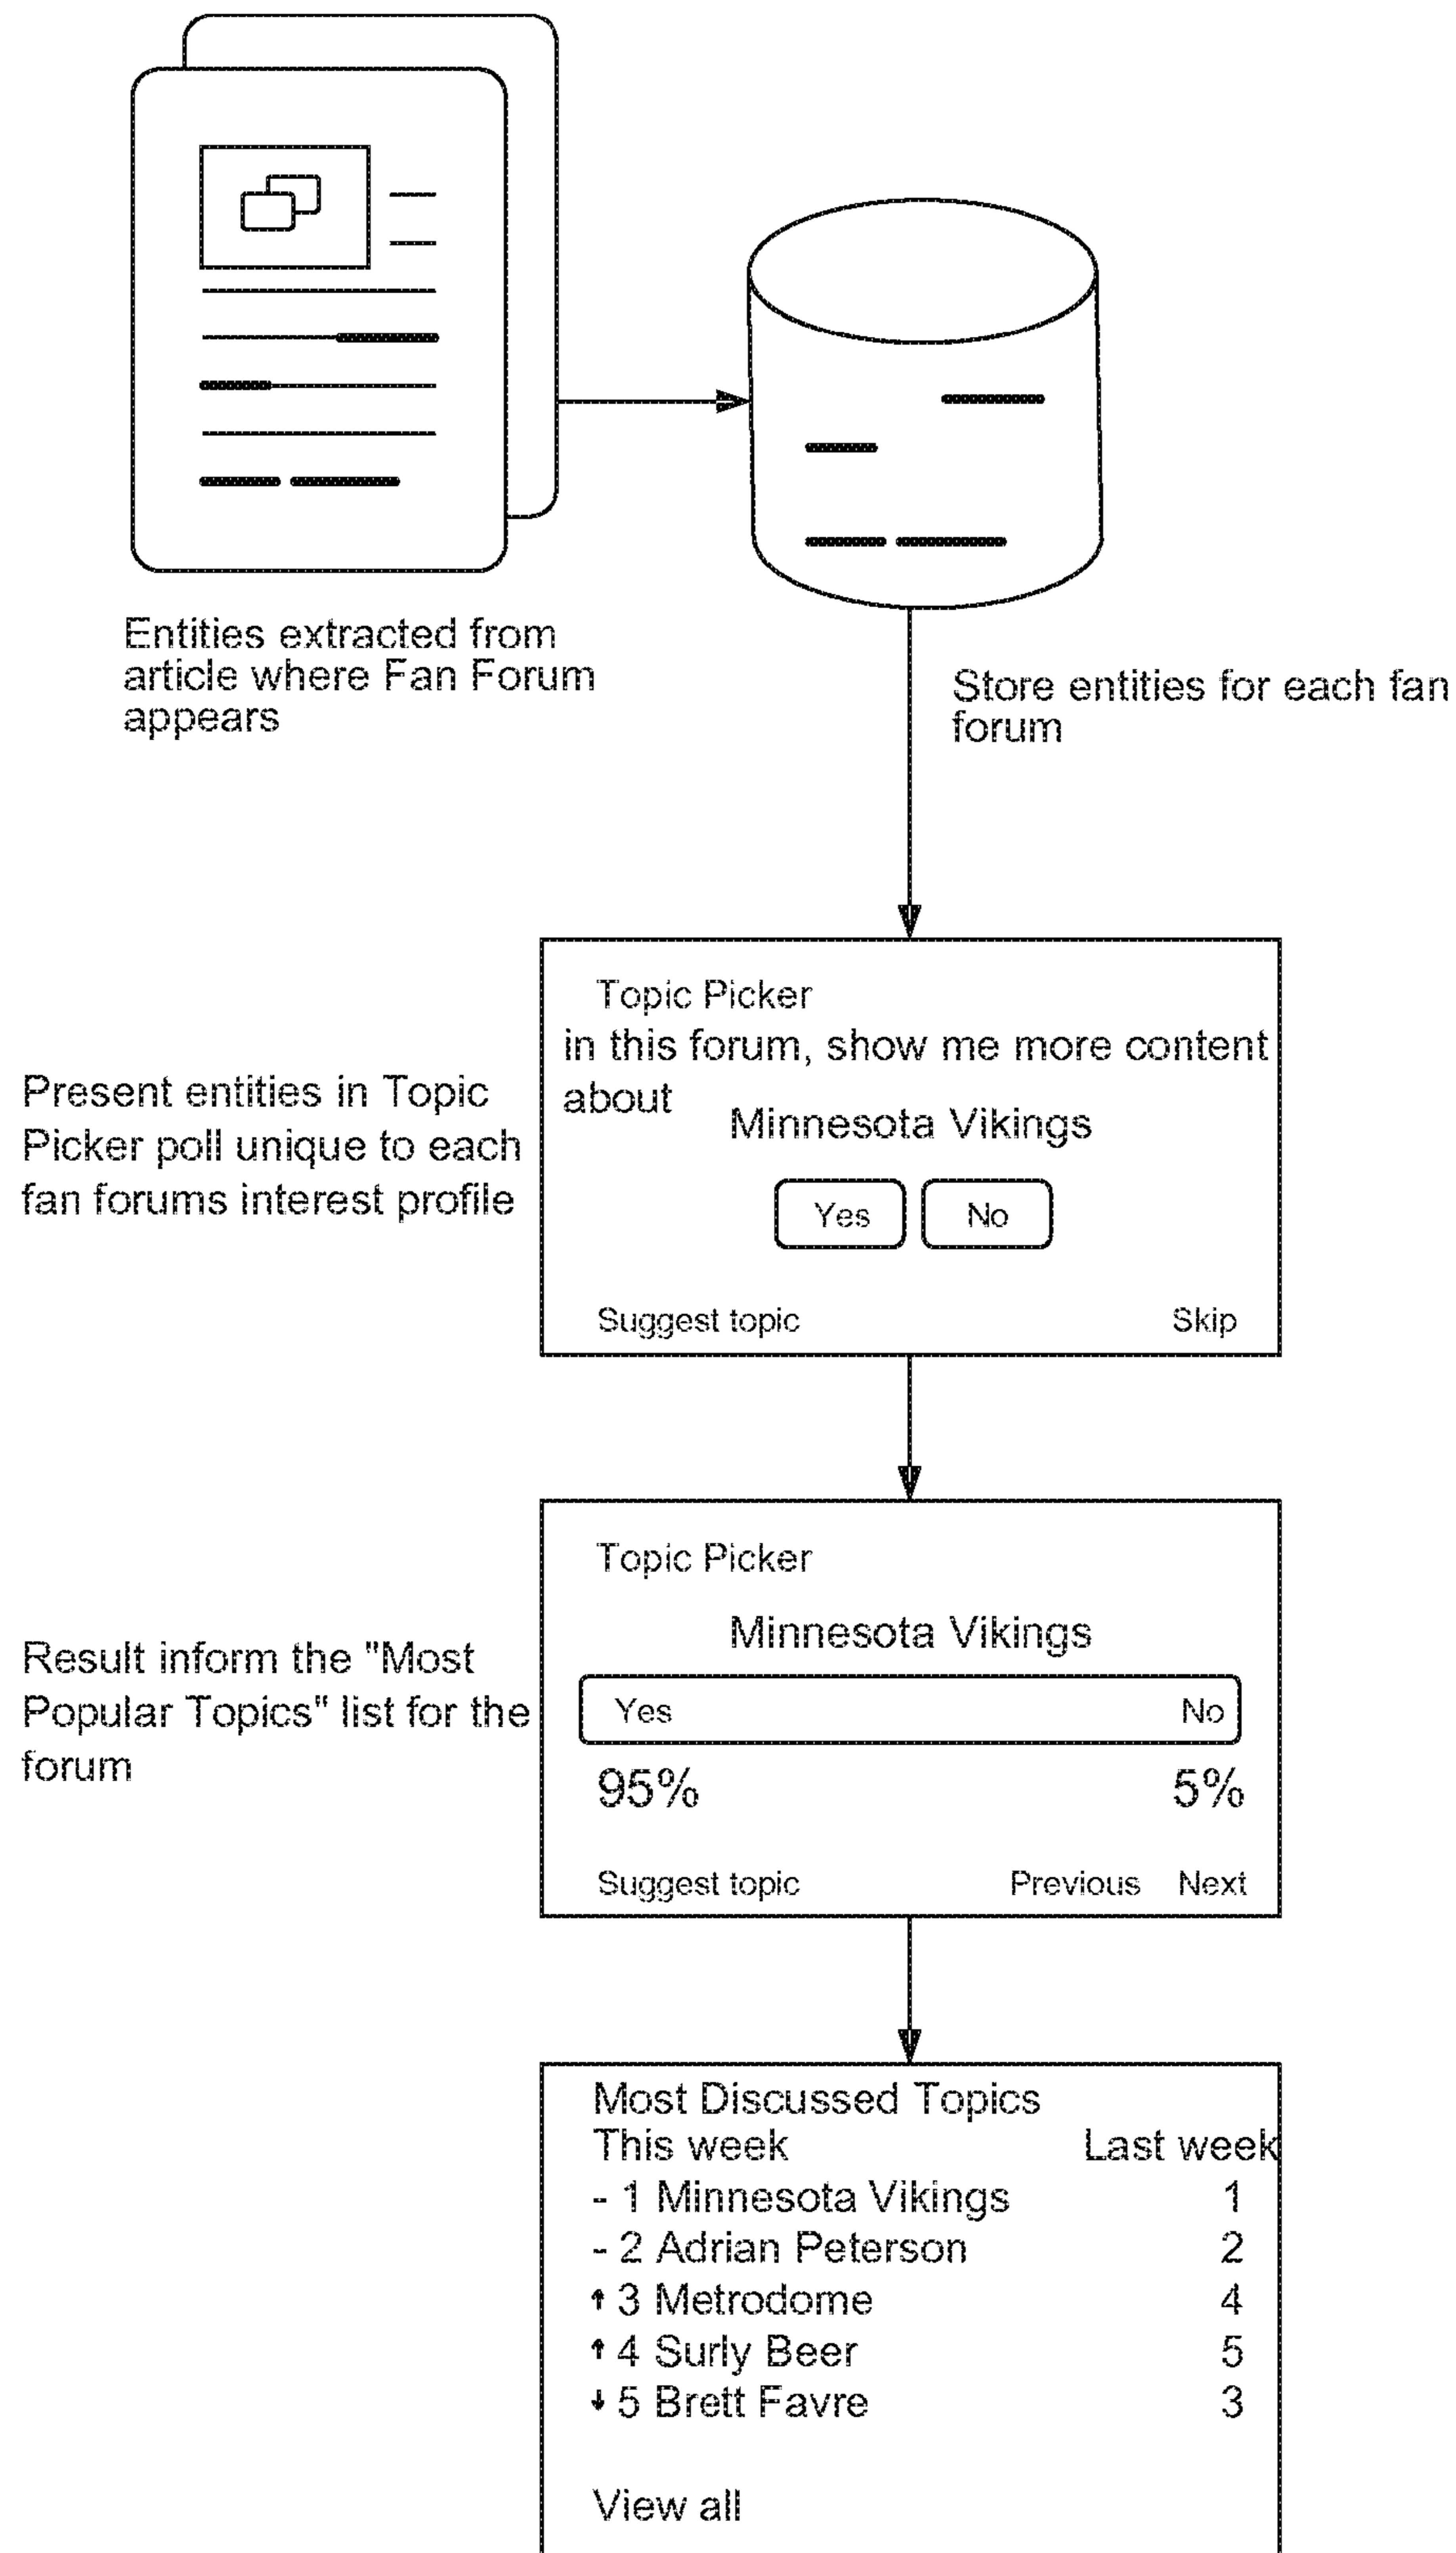 Entities extracted from
article where Fan Forum
appears
Store entities for each fan
forum
Present entities in Topic
Picker poll unique to each
fan forums interest profile
Topic Picker
in this forum, show me more content
about
Minnesota Vikings
Yes No
Suggest topic Skip
Result inform the "Most
Popular Topics" list for the
forum
Topic Picker
Minnesota Vikings
Yes No
95% 5%
Suggest topic Previous Next
Most Discussed Topics
This week Last week
- 1 Minnesota Vikings 1
- 2 Adrian Peterson 2
↑ 3 Metrodome 4
↑ 4 Surly Beer 5
↓ 5 Brett Favre 3
View all